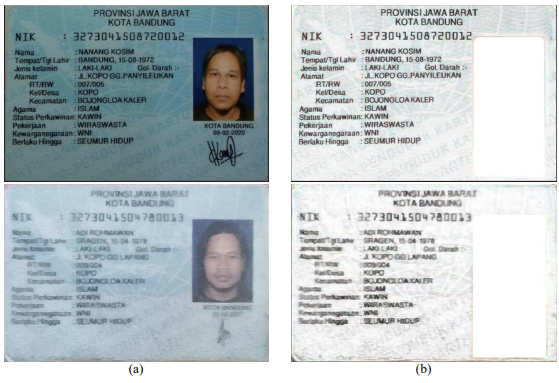 PROVINSI JAWA BARAT
KOTA BANDUNG
NIK : 3273041508720012
Nama : NANANG KOSIM
Tempat/Tgl Lahir : BANDUNG, 15-08-1972
Jenis kelamin : LAKI-LAKI Gol. Darah :-
Alamat : JL.KOPO GG.PANYILEUKAN
RT/RW : 007/005
Kel/Desa : KOPO
Kecamatan : BOJONGLOA KALER
Agama : ISLAM
Status Perkawinan: KAWIN
Pekerjaan : WIRASWASTA
Kewarganegaraan: WNI
Berlaku Hingga : SEUMUR HIDUP
KOTA BANDUNG
PROVINSI JAWA BARAT
KOTA BANDUNG
NIK : 3273041508720012
Nama : NANANG KOSIM
Tempat/Tgl Lahir : BANDUNG, 15-08-1972
Jenis kelamin : LAKI-LAKI Gol. Darah :-
Alamat : JL.KOPO GG.PANYILEUKAN
RT/RW : 007/005
Kel/Desa : KOPO
Kecamatan : BOJONGLOA KALER
Agama : ISLAM
Status Perkawinan: KAWIN
Pekerjaan : WIRASWASTA
Kewarganegaraan: WNI
Berlaku Hingga : SEUMUR HIDUP
PROVINSI JAWA BARAT
KOTA BANDUNG
NIK : 3273041504780013
Nama : ADI ROHMAWAN
Tempat/Tgl Lahir : SRAGEN, 15-04-1978
Jenis Kelamin : LAKI-LAKI Gol. Darah :-
Alamat : JL. KOPO GG LAPANG
RT/RW : 009/004
Kel/Desa : KOPO
Kecamatan : BOJONGLOA KALER
Agama : ISLAM
Status Perkawinan: KAWIN
Pekerjaan : WIRASWASTA
Kewarganegaraan: WNI
Berlaku Hingga : SEUMUR HIDUP
KOTA BANDUNG
PROVINSI JAWA BARAT
KOTA BANDUNG
NIK : 3273041504780013
Nama : ADI ROHMAWAN
Tempat/Tgl Lahir : SRAGEN, 15-04-1978
Jenis Kelamin : LAKI-LAKI Gol. Darah :-
Alamat : JL. KOPO GG LAPANG
RT/RW : 009/004
Kel/Desa : KOPO
Kecamatan : BOJONGLOA KALER
Agama : ISLAM
Status Perkawinan: KAWIN
Pekerjaan : WIRASWASTA
Kewarganegaraan: WNI
Berlaku Hingga : SEUMUR HIDUP
(a) (b)